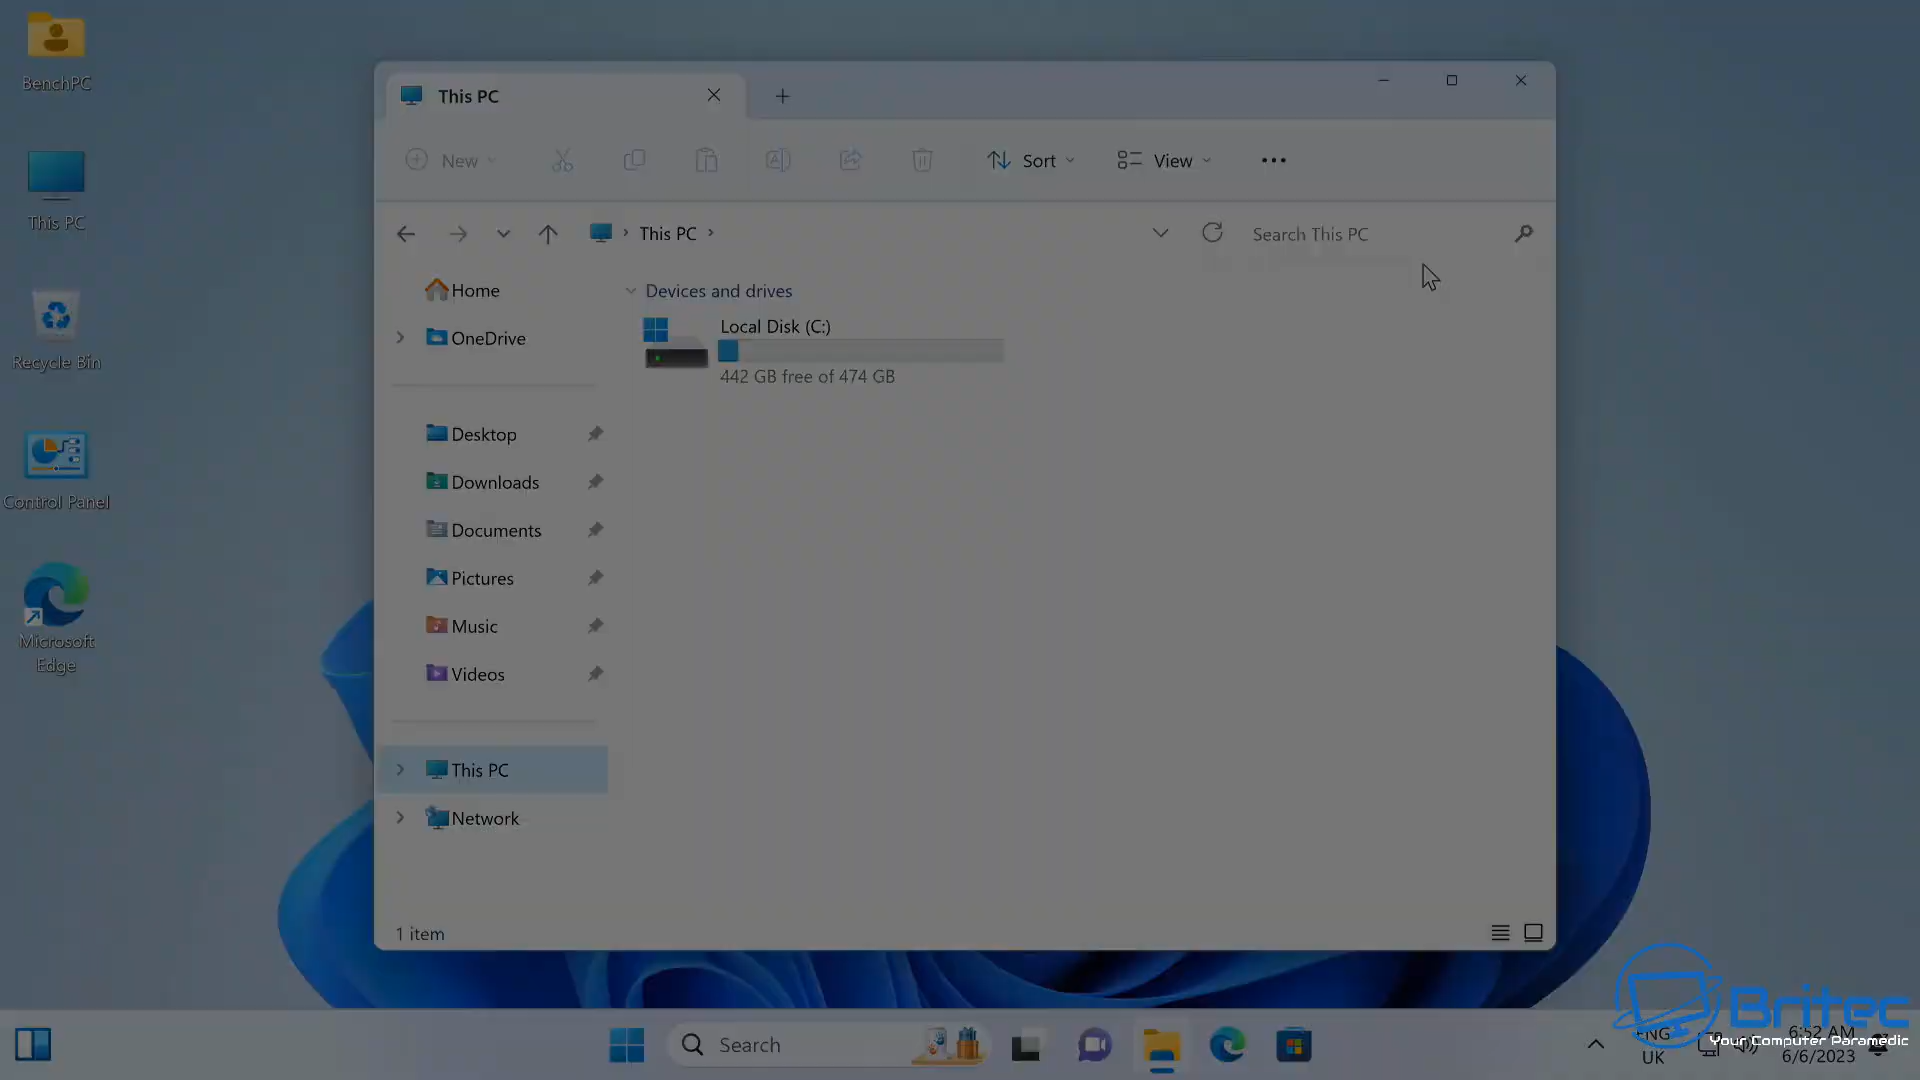 BenchPC
This PC
Recycle Bin
Control Panel
Microsoft
Edge
This PC
New
Sort
View
This PC
Search This PC
Home
OneDrive
Desktop
Downloads
Documents
Pictures
Music
Videos
This PC
Network
Devices and drives
Local Disk (C:)
442 GB free of 474 GB
1 item
Search
ENG
UK
6:52 AM
6/6/2023
Britec
Your Computer Paramedic